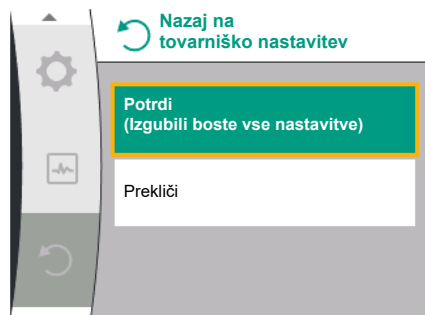 Nazaj na
tovarniško nastavitev
Potrdi
(Izgubili boste vse nastavitve)
Prekliči